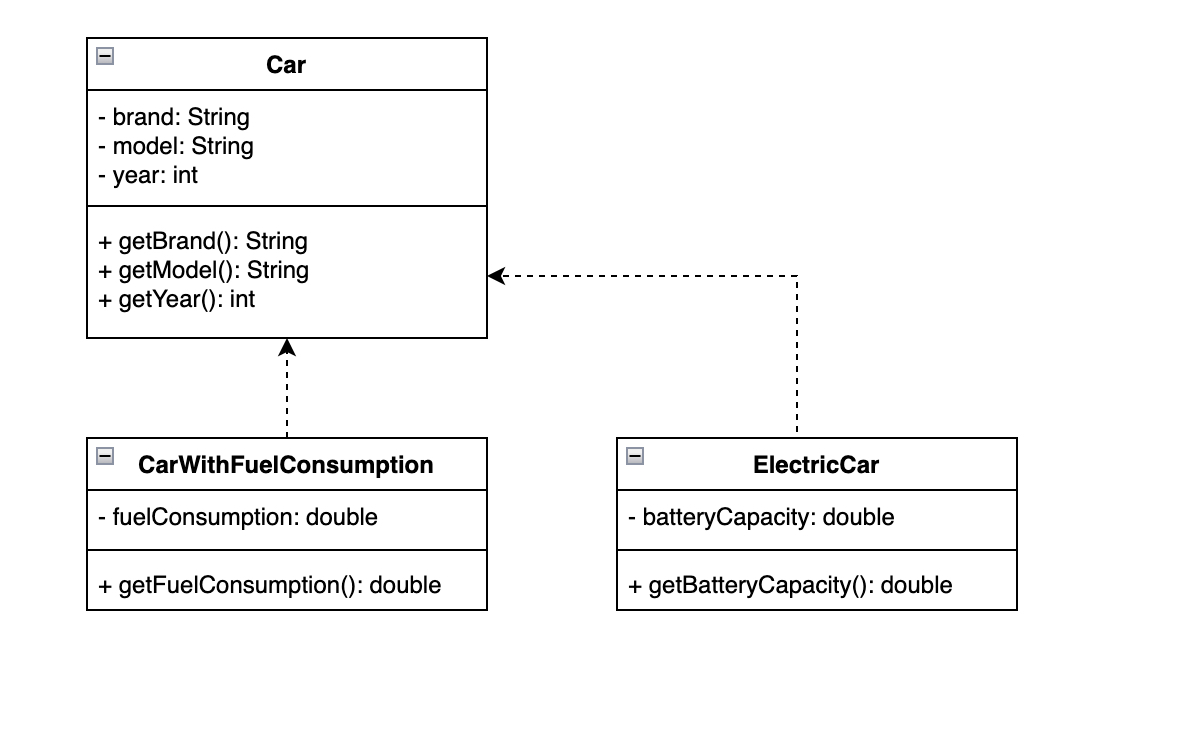 Car
- brand: String
- model: String
- year: int
+ getBrand(): String
+ getModel(): String
+ getYear(): int
CarWithFuelConsumption
- fuelConsumption: double
+ getFuelConsumption(): double
ElectricCar
- batteryCapacity: double
+ getBatteryCapacity(): double